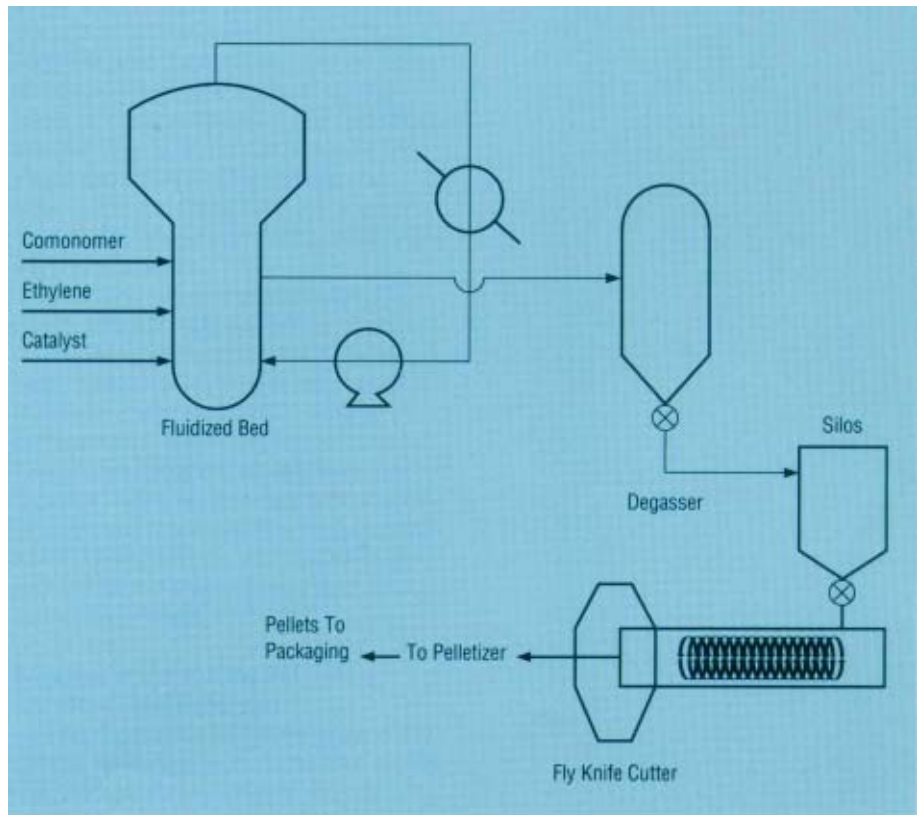 Comonomer
Ethylene
Catalyst
Fluidized Bed
Silos
Degasser
Pellets To
Packaging
To Pelletizer
Fly Knife Cutter